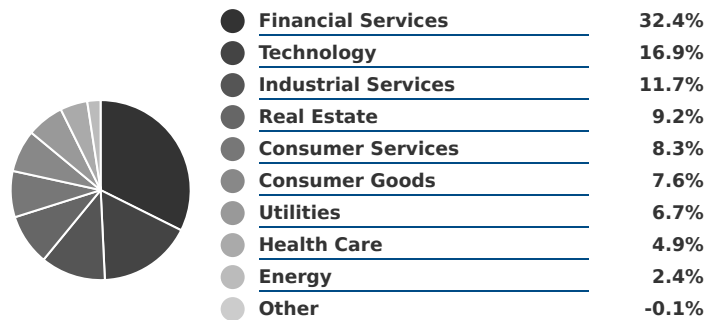 Financial Services 32.4%
Technology 16.9%
Industrial Services 11.7%
Real Estate 9.2%
Consumer Services 8.3%
Consumer Goods 7.6%
Utilities 6.7%
Health Care 4.9%
Energy 2.4%
Other -0.1%